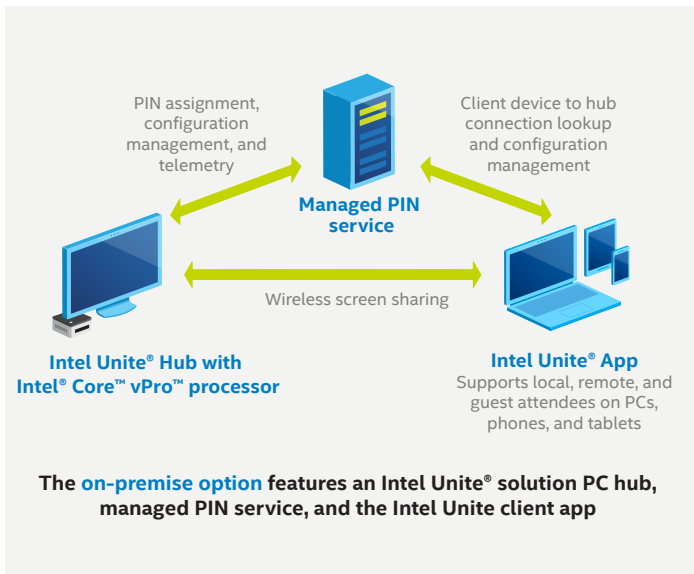 PIN assignment,
configuration
management, and
telemetry
Client device to hub
connection lookup
and configuration
management
Managed PIN
service
Wireless screen sharing
Intel Unite® Hub with
Intel® Core™ vPro™ processor
Intel Unite® App
Supports local, remote, and
guest attendees on PCs,
phones, and tablets
The on-premise option features an Intel Unite® solution PC hub,
managed PIN service, and the Intel Unite client app